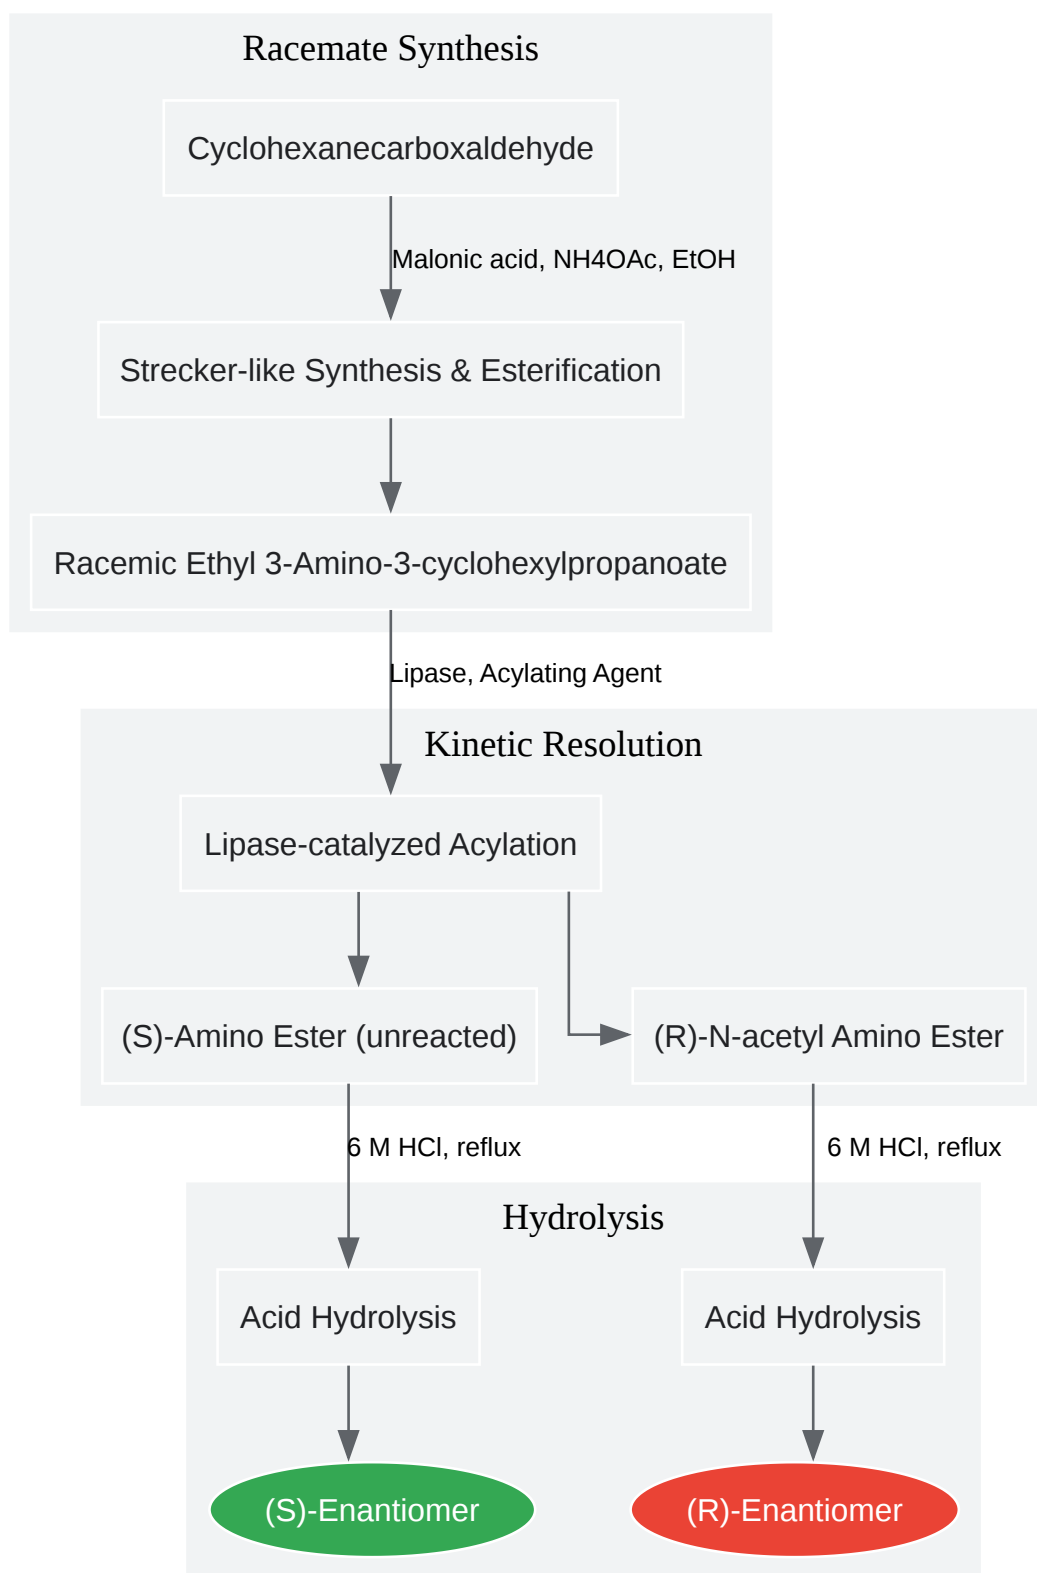 Racemate Synthesis
Cyclohexanecarboxaldehyde
Malonic acid, NH4OAc, EtOH
Strecker-like Synthesis & Esterification
Racemic Ethyl 3-Amino-3-cyclohexylpropanoate
Lipase, Acylating Agent
Kinetic Resolution
Lipase-catalyzed Acylation
(S)-Amino Ester (unreacted)
(R)-N-acetyl Amino Ester
6 M HCl, reflux
6 M HCl, reflux
Hydrolysis
Acid Hydrolysis
Acid Hydrolysis
(S)-Enantiomer
(R)-Enantiomer